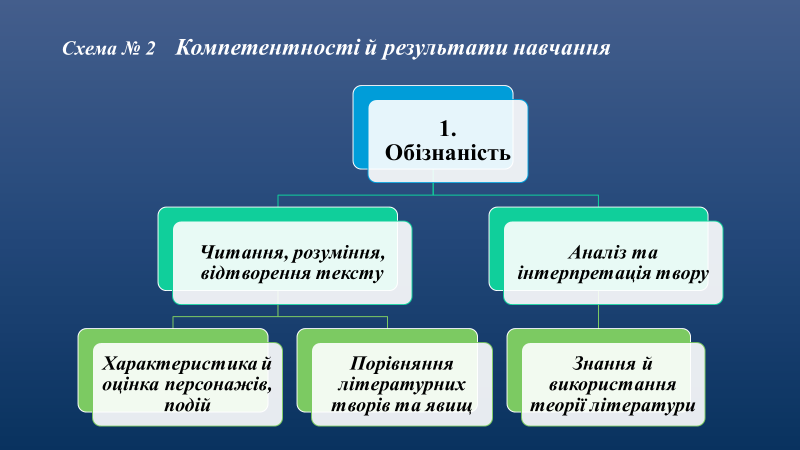 Схема № 2 Компетентності й результати навчання
1.
Обізнаність
Читання, розуміння,
відтворення тексту
Аналіз та
інтерпретація твору
Характеристика й
оцінка персонажів,
подій
Порівняння
літературних
творів та явищ
Знання й
використання
теорії літератури